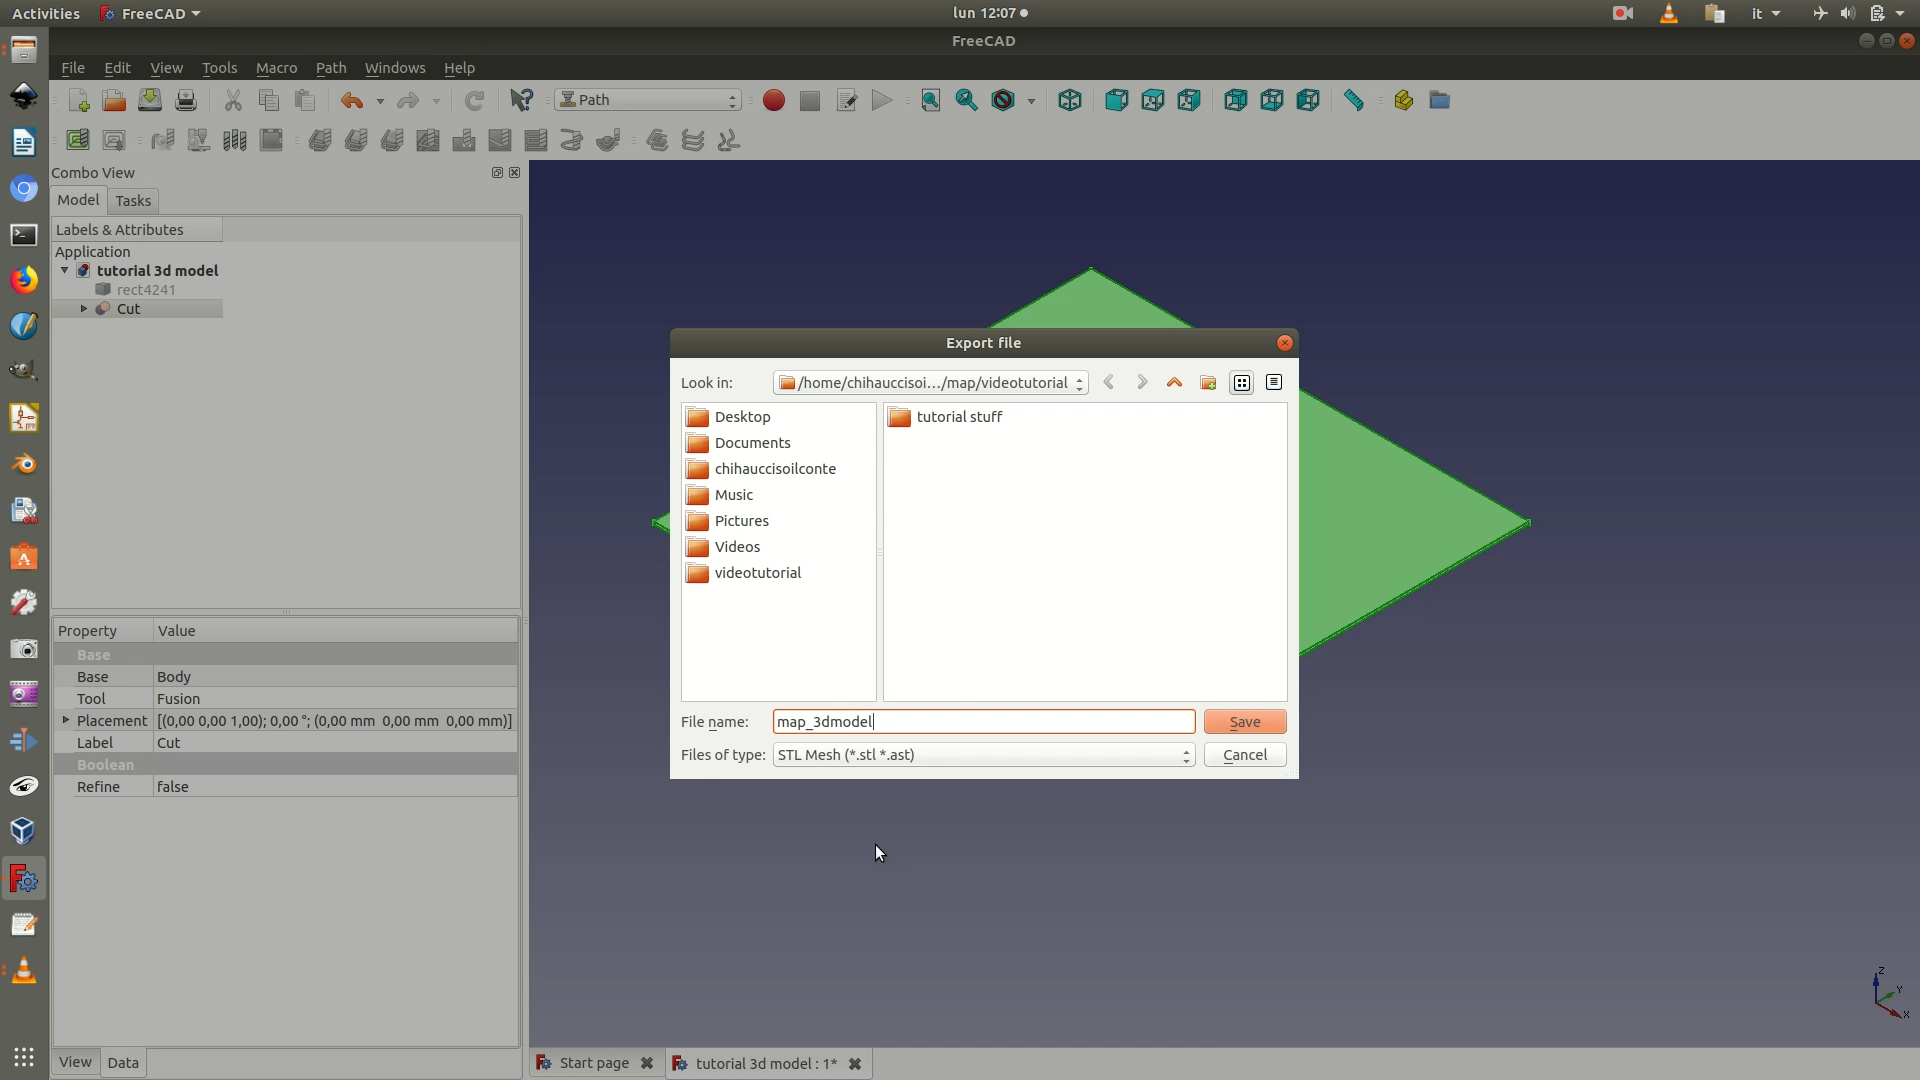 Activities FreeCAD lun 12:07 it
FreeCAD
File Edit View Tools Macro Path Windows Help
Path
Combo View
Model Tasks
Labels & Attributes
Application
tutorial 3d model
rect4241
Cut
Export file
Look in: /home/chihauccisoi.../map/videotutorial
Desktop
Documents
chihauccisoilconte
Music
Pictures
Videos
videotutorial
tutorial stuff
File name: map_3dmodel Save
Files of type: STL Mesh (*.stl *.ast) Cancel
Property Value
Base
Base Body
Tool Fusion
Placement [(0,00 0,00 1,00); 0,00 °; (0,00 mm 0,00 mm 0,00 mm)]
Label Cut
Boolean
Refine false
Z
Y
X
View Data
Start page tutorial 3d model : 1*